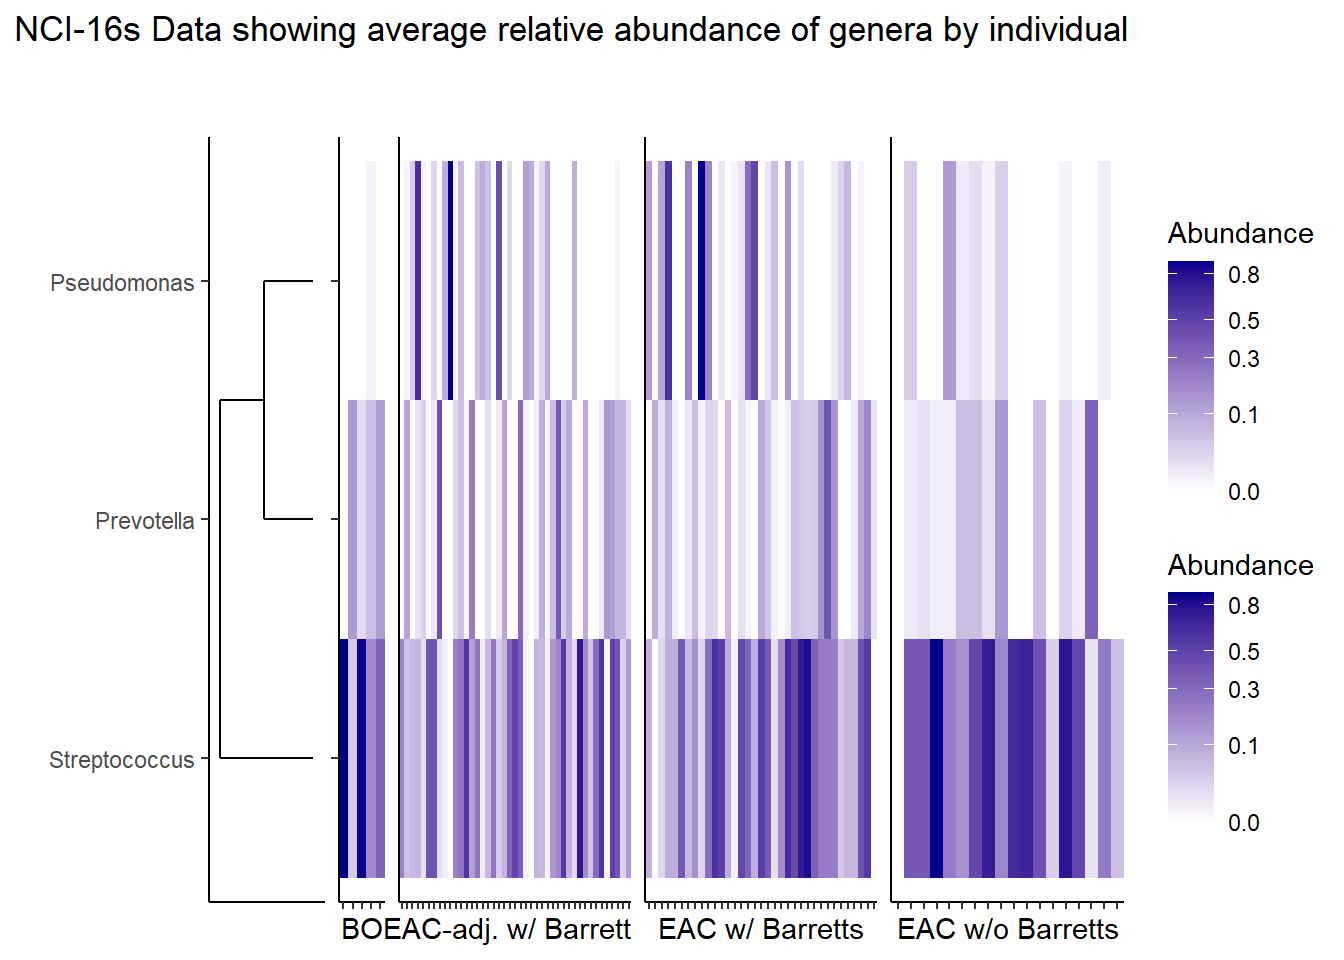 NCI-16s Data showing average relative abundance of genera by individual
Pseudomonas
Prevotella
Streptococcus
BOEAC-adj. w/ Barrett
EAC w/ Barretts
EAC w/o Barretts
Abundance
0.8
0.5
0.3
0.1
0.0
Abundance
0.8
0.5
0.3
0.1
0.0